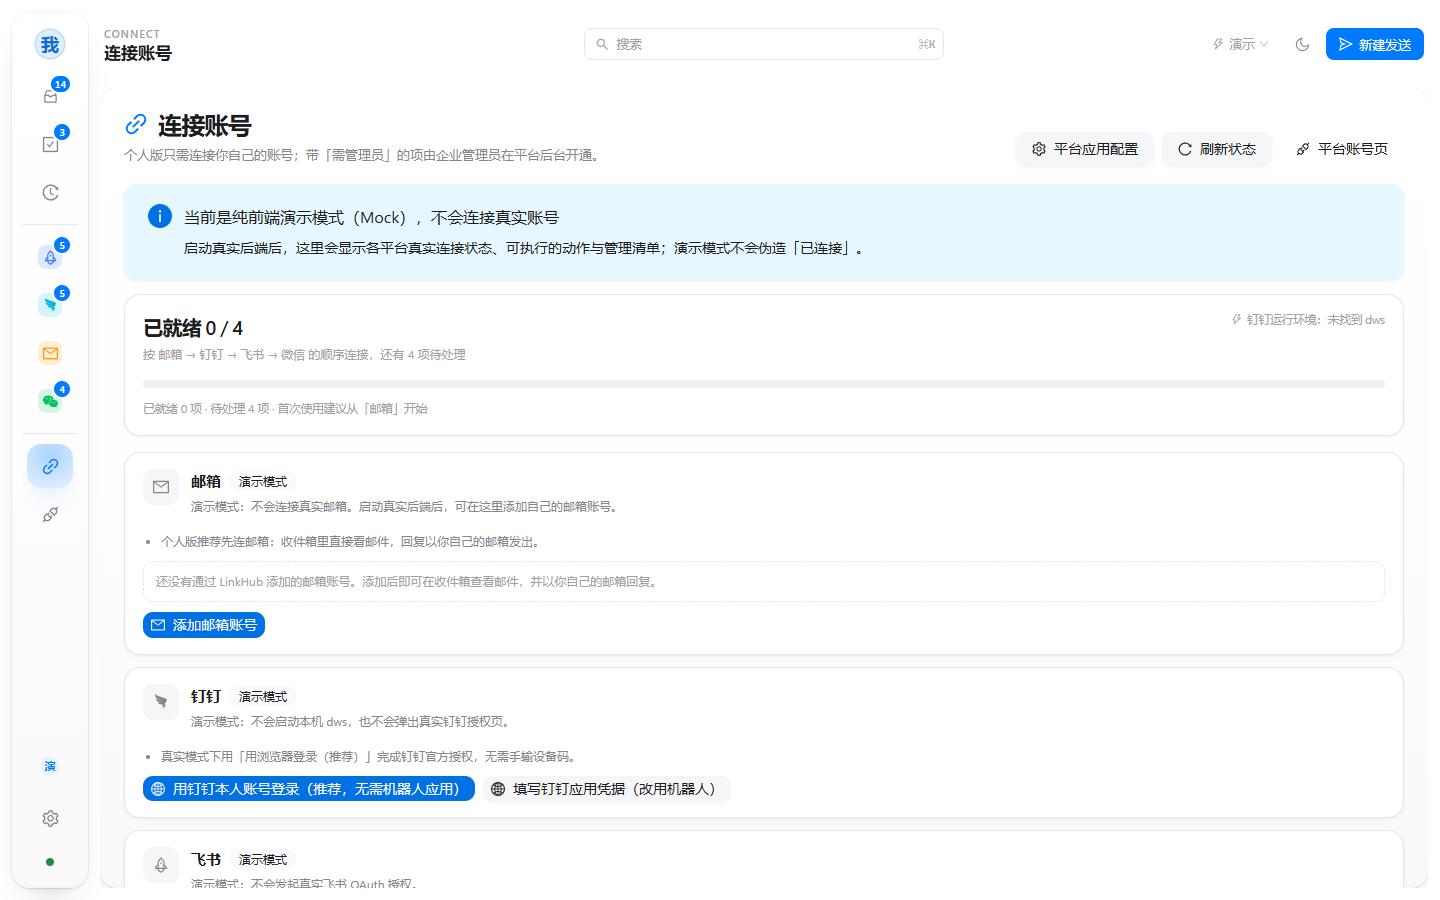 我
CONNECT
连接账号
搜索
⌘K
演示
新建发送
14
3
5
5
4
演
连接账号
个人版只需连接你自己的账号；带「需管理员」的项由企业管理员在平台后台开通。
平台应用配置
刷新状态
平台账号页
当前是纯前端演示模式（Mock），不会连接真实账号
启动真实后端后，这里会显示各平台真实连接状态、可执行的动作与管理清单；演示模式不会伪造「已连接」。
已就绪 0 / 4
钉钉运行环境：未找到 dws
按 邮箱 → 钉钉 → 飞书 → 微信 的顺序连接，还有 4 项待处理
已就绪 0 项 · 待处理 4 项 · 首次使用建议从「邮箱」开始
邮箱 演示模式
演示模式：不会连接真实邮箱。启动真实后端后，可在这里添加自己的邮箱账号。
• 个人版推荐先连邮箱：收件箱里直接看邮件，回复以你自己的邮箱发出。
还没有通过 LinkHub 添加的邮箱账号。添加后即可在收件箱查看邮件，并以你自己的邮箱回复。
添加邮箱账号
钉钉 演示模式
演示模式：不会启动本机 dws，也不会弹出真实钉钉授权页。
• 真实模式下用「用浏览器登录（推荐）」完成钉钉官方授权，无需手输设备码。
用钉钉本人账号登录（推荐，无需机器人应用）
填写钉钉应用凭据（改用机器人）
飞书 演示模式
演示模式：不会发起真实飞书 OAuth 授权。